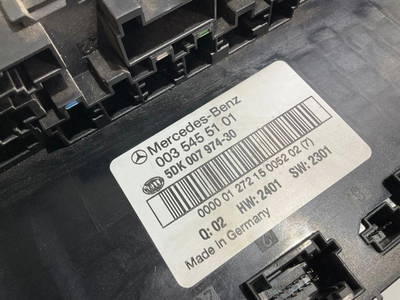 Mercedes-Benz
003 545 51 01
HELLA 5DK 007 974-30
0000 01 272 15 0052 02 (7)
Q: 02 HW: 2401 SW: 2301
Made in Germany